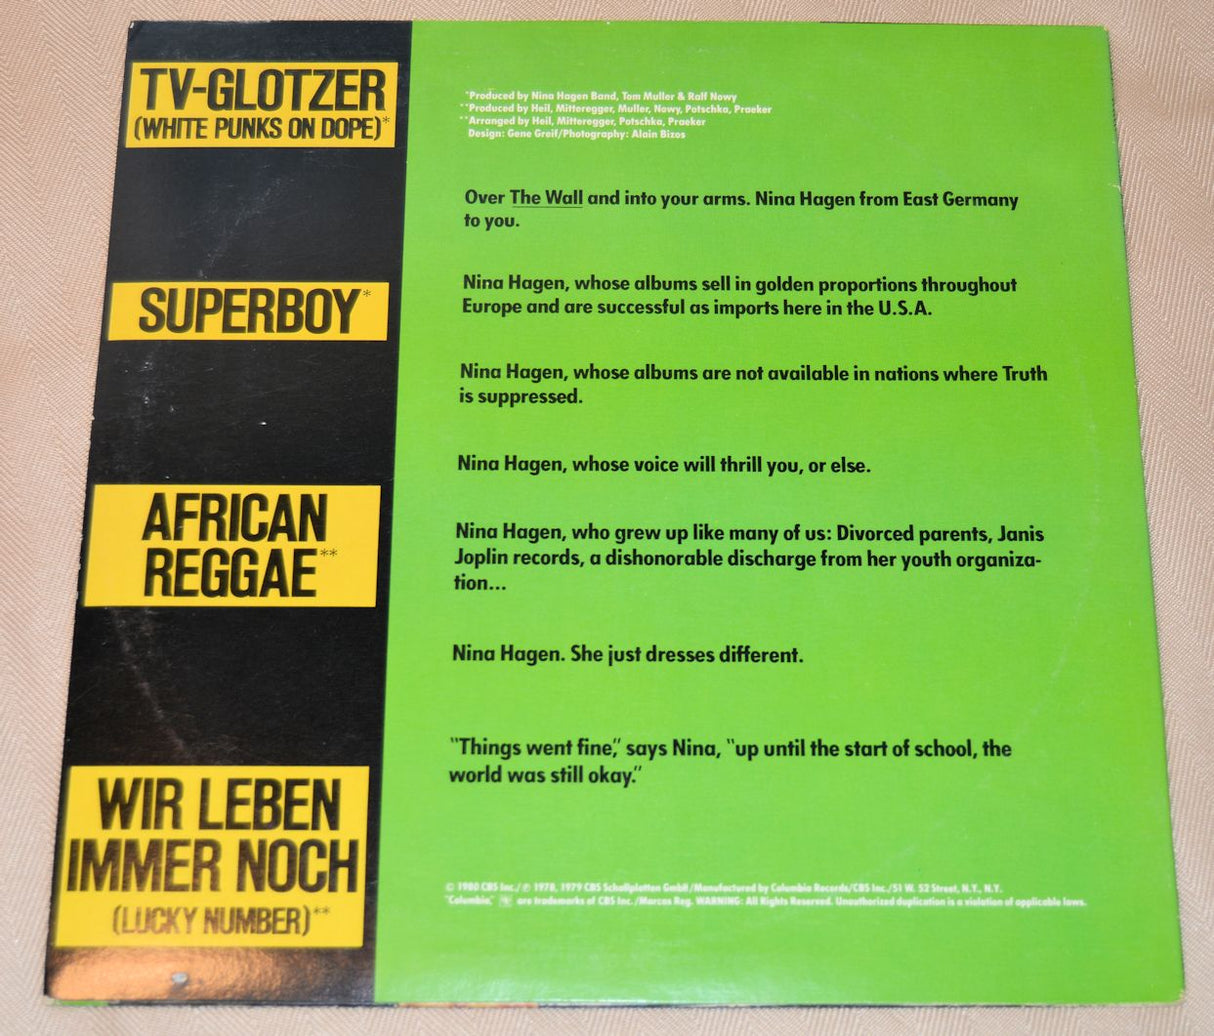 TV-GLOTZER
(WHITE PUNKS ON DOPE)*
SUPERBOY*
AFRICAN
REGGAE**
WIR LEBEN
IMMER NOCH
(LUCKY NUMBER)**
*Produced by Nina Hagen Band, Tom Muller & Ralf Nowy
**Produced by Heil, Mitteregger, Muller, Nowy, Potschka, Praeker
**Arranged by Heil, Mitteregger, Potschka, Praeker
Design: Gene Greif/Photography: Alain Bizos
Over The Wall and into your arms. Nina Hagen from East Germany
to you.
Nina Hagen, whose albums sell in golden proportions throughout
Europe and are successful as imports here in the U.S.A.
Nina Hagen, whose albums are not available in nations where Truth
is suppressed.
Nina Hagen, whose voice will thrill you, or else.
Nina Hagen, who grew up like many of us: Divorced parents, Janis
Joplin records, a dishonorable discharge from her youth organiza-
tion...
Nina Hagen. She just dresses different.
"Things went fine," says Nina, "up until the start of school, the
world was still okay."
© 1980 CBS Inc./℗ 1978, 1979 CBS Schallplatten GmbH/Manufactured by Columbia Records/CBS Inc./51 W. 52 Street, N.Y., N.Y.
"Columbia," are trademarks of CBS Inc./Marcas Reg. WARNING: All Rights Reserved. Unauthorized duplication is a violation of applicable laws.